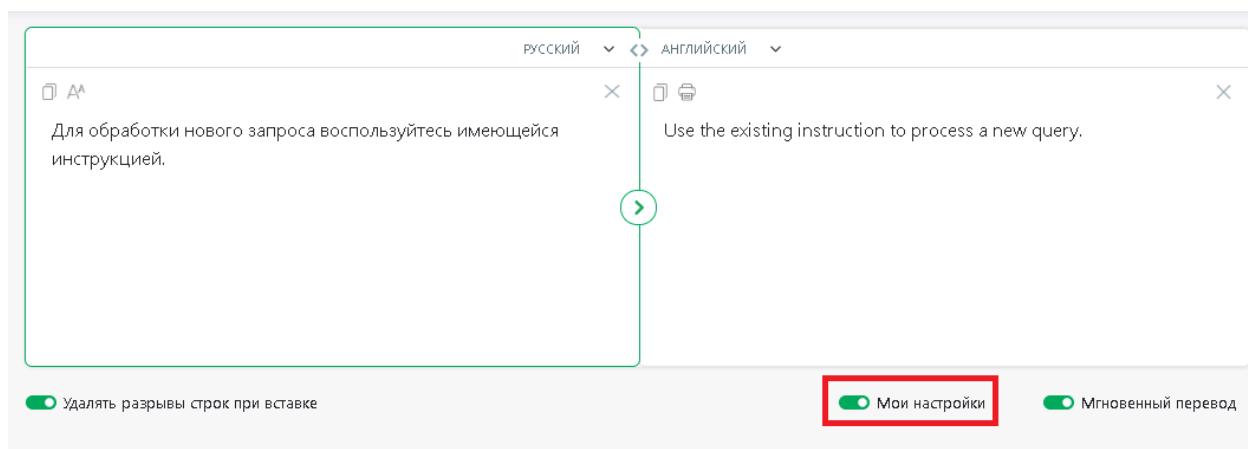 РУССКИЙ
АНГЛИЙСКИЙ
Для обработки нового запроса воспользуйтесь имеющейся
инструкцией.
Use the existing instruction to process a new query.
Удалять разрывы строк при вставке
Мои настройки
Мгновенный перевод